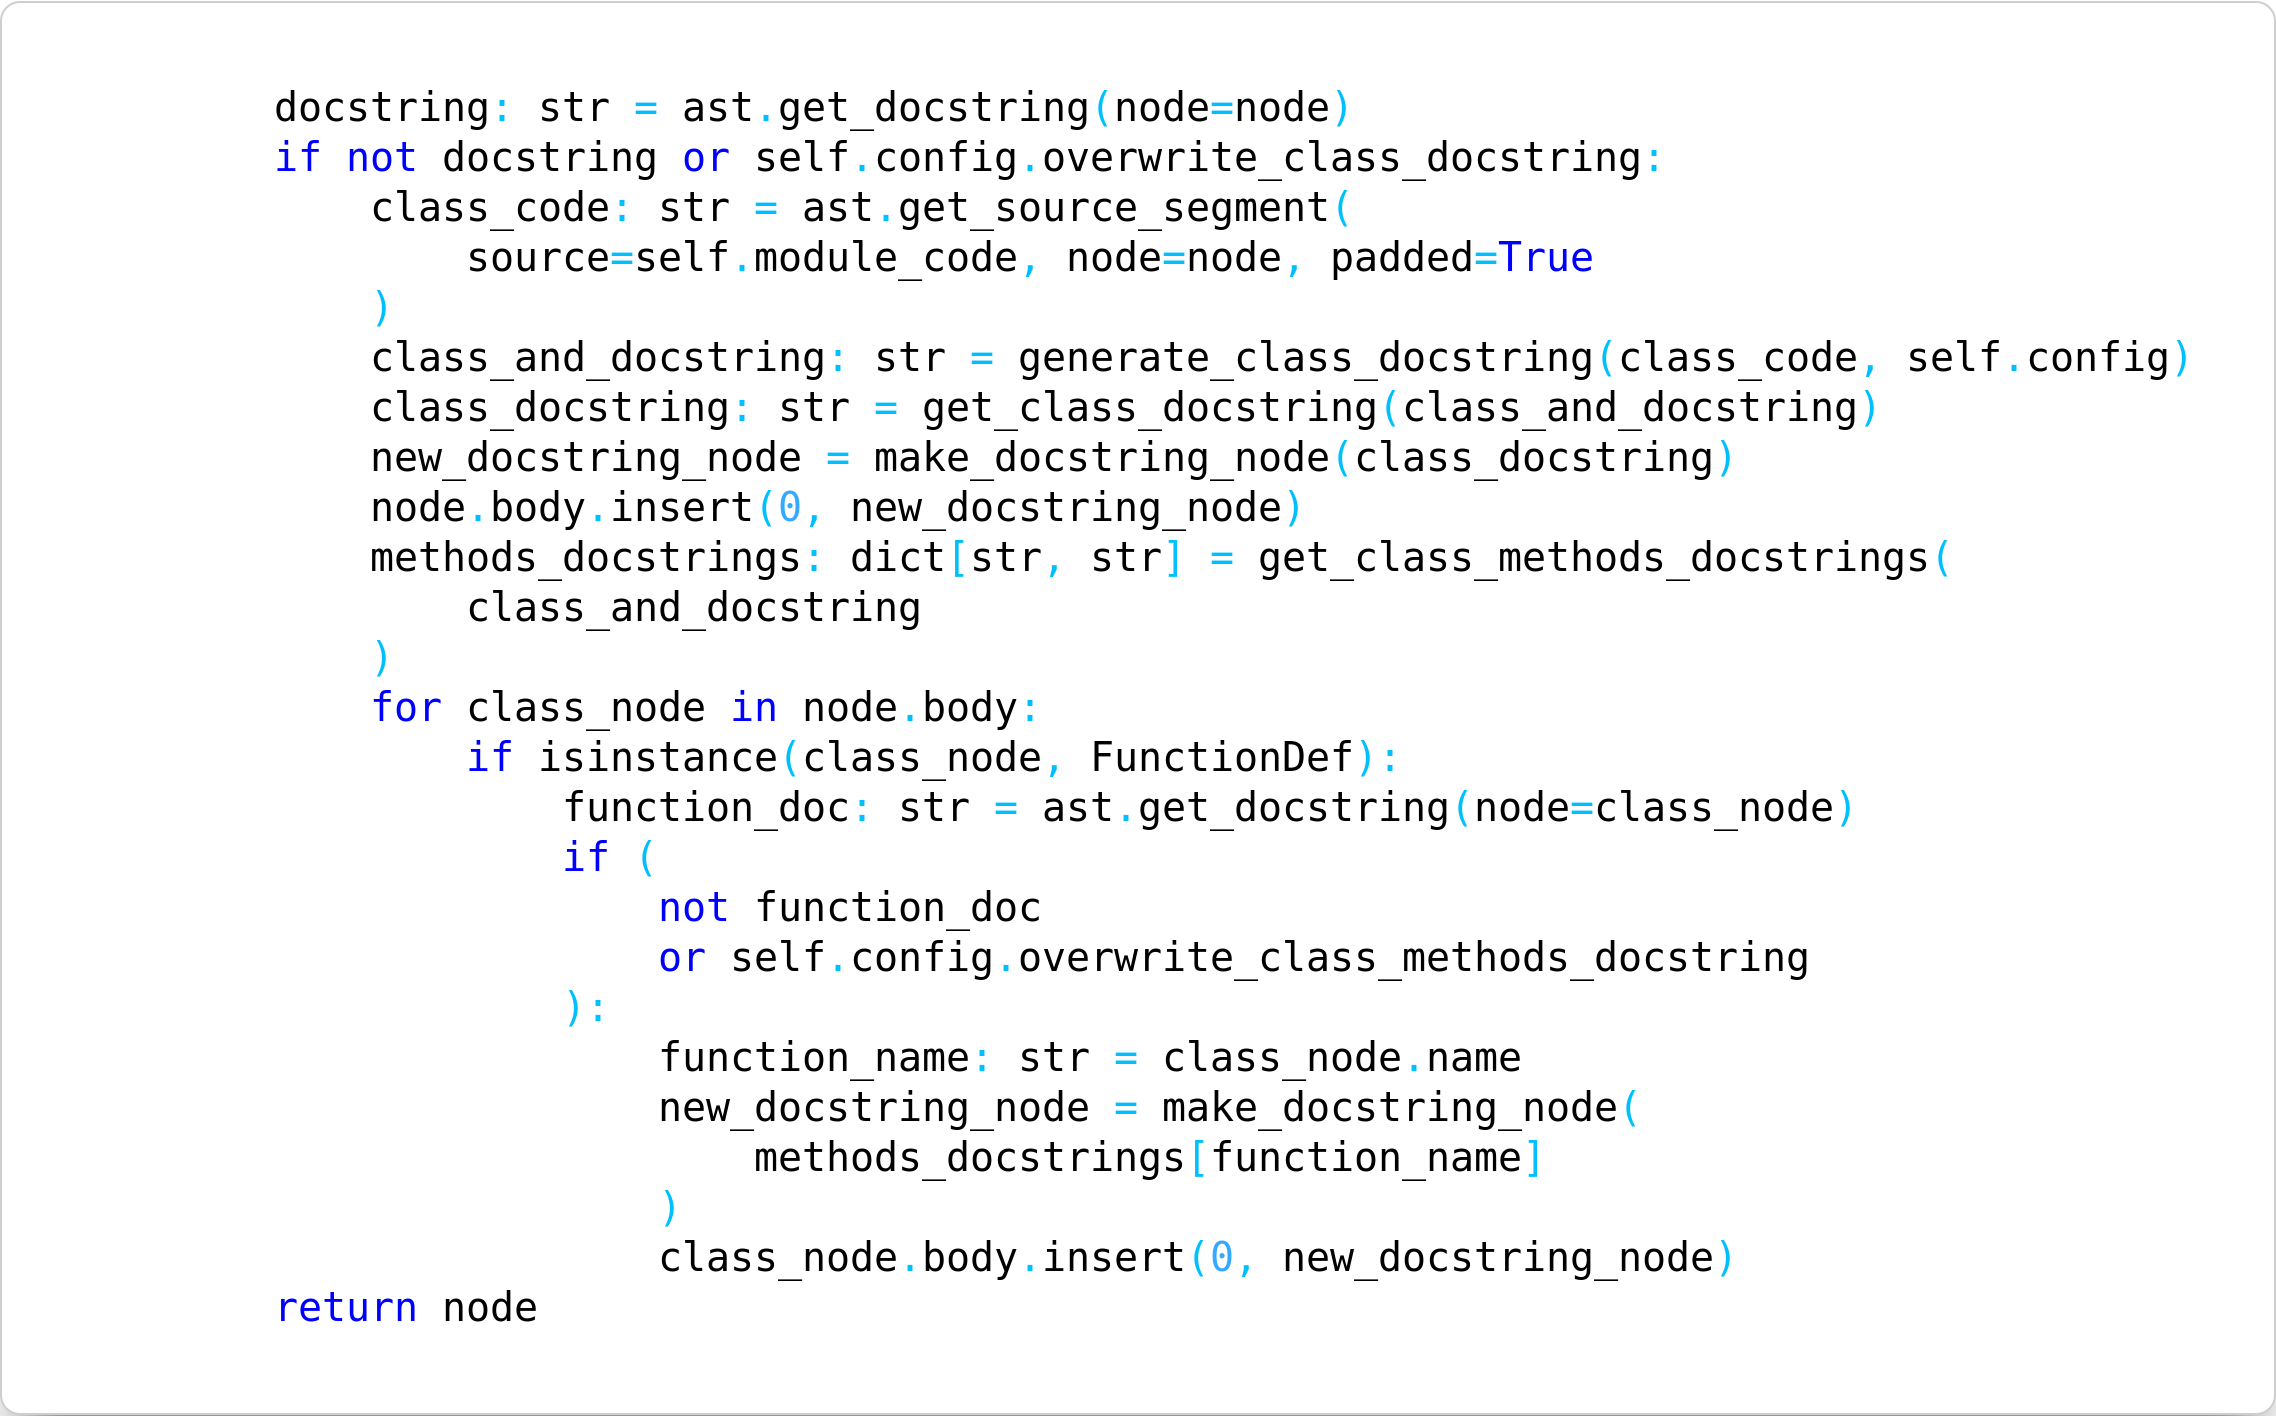 docstring: str = ast.get_docstring(node=node)
if not docstring or self.config.overwrite_class_docstring:
    class_code: str = ast.get_source_segment(
        source=self.module_code, node=node, padded=True
    )
    class_and_docstring: str = generate_class_docstring(class_code, self.config)
    class_docstring: str = get_class_docstring(class_and_docstring)
    new_docstring_node = make_docstring_node(class_docstring)
    node.body.insert(0, new_docstring_node)
    methods_docstrings: dict[str, str] = get_class_methods_docstrings(
        class_and_docstring
    )
    for class_node in node.body:
        if isinstance(class_node, FunctionDef):
            function_doc: str = ast.get_docstring(node=class_node)
            if (
                not function_doc
                or self.config.overwrite_class_methods_docstring
            ):
                function_name: str = class_node.name
                new_docstring_node = make_docstring_node(
                    methods_docstrings[function_name]
                )
                class_node.body.insert(0, new_docstring_node)
return node